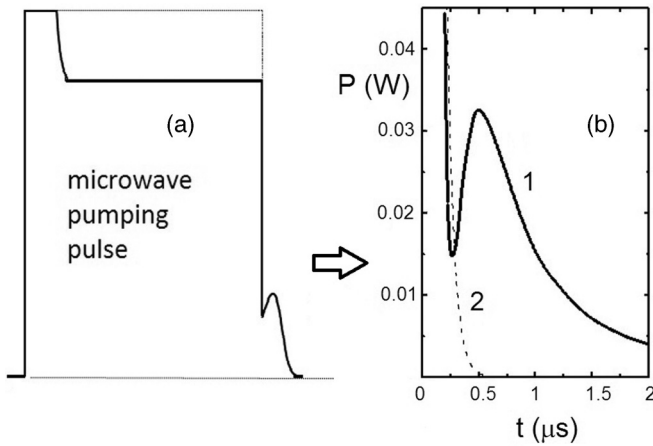 (a)
microwave
pumping
pulse
P (W)
0.04
0.03
0.02
0.01
(b)
1
2
0 0.5 1 1.5 2
t (μs)